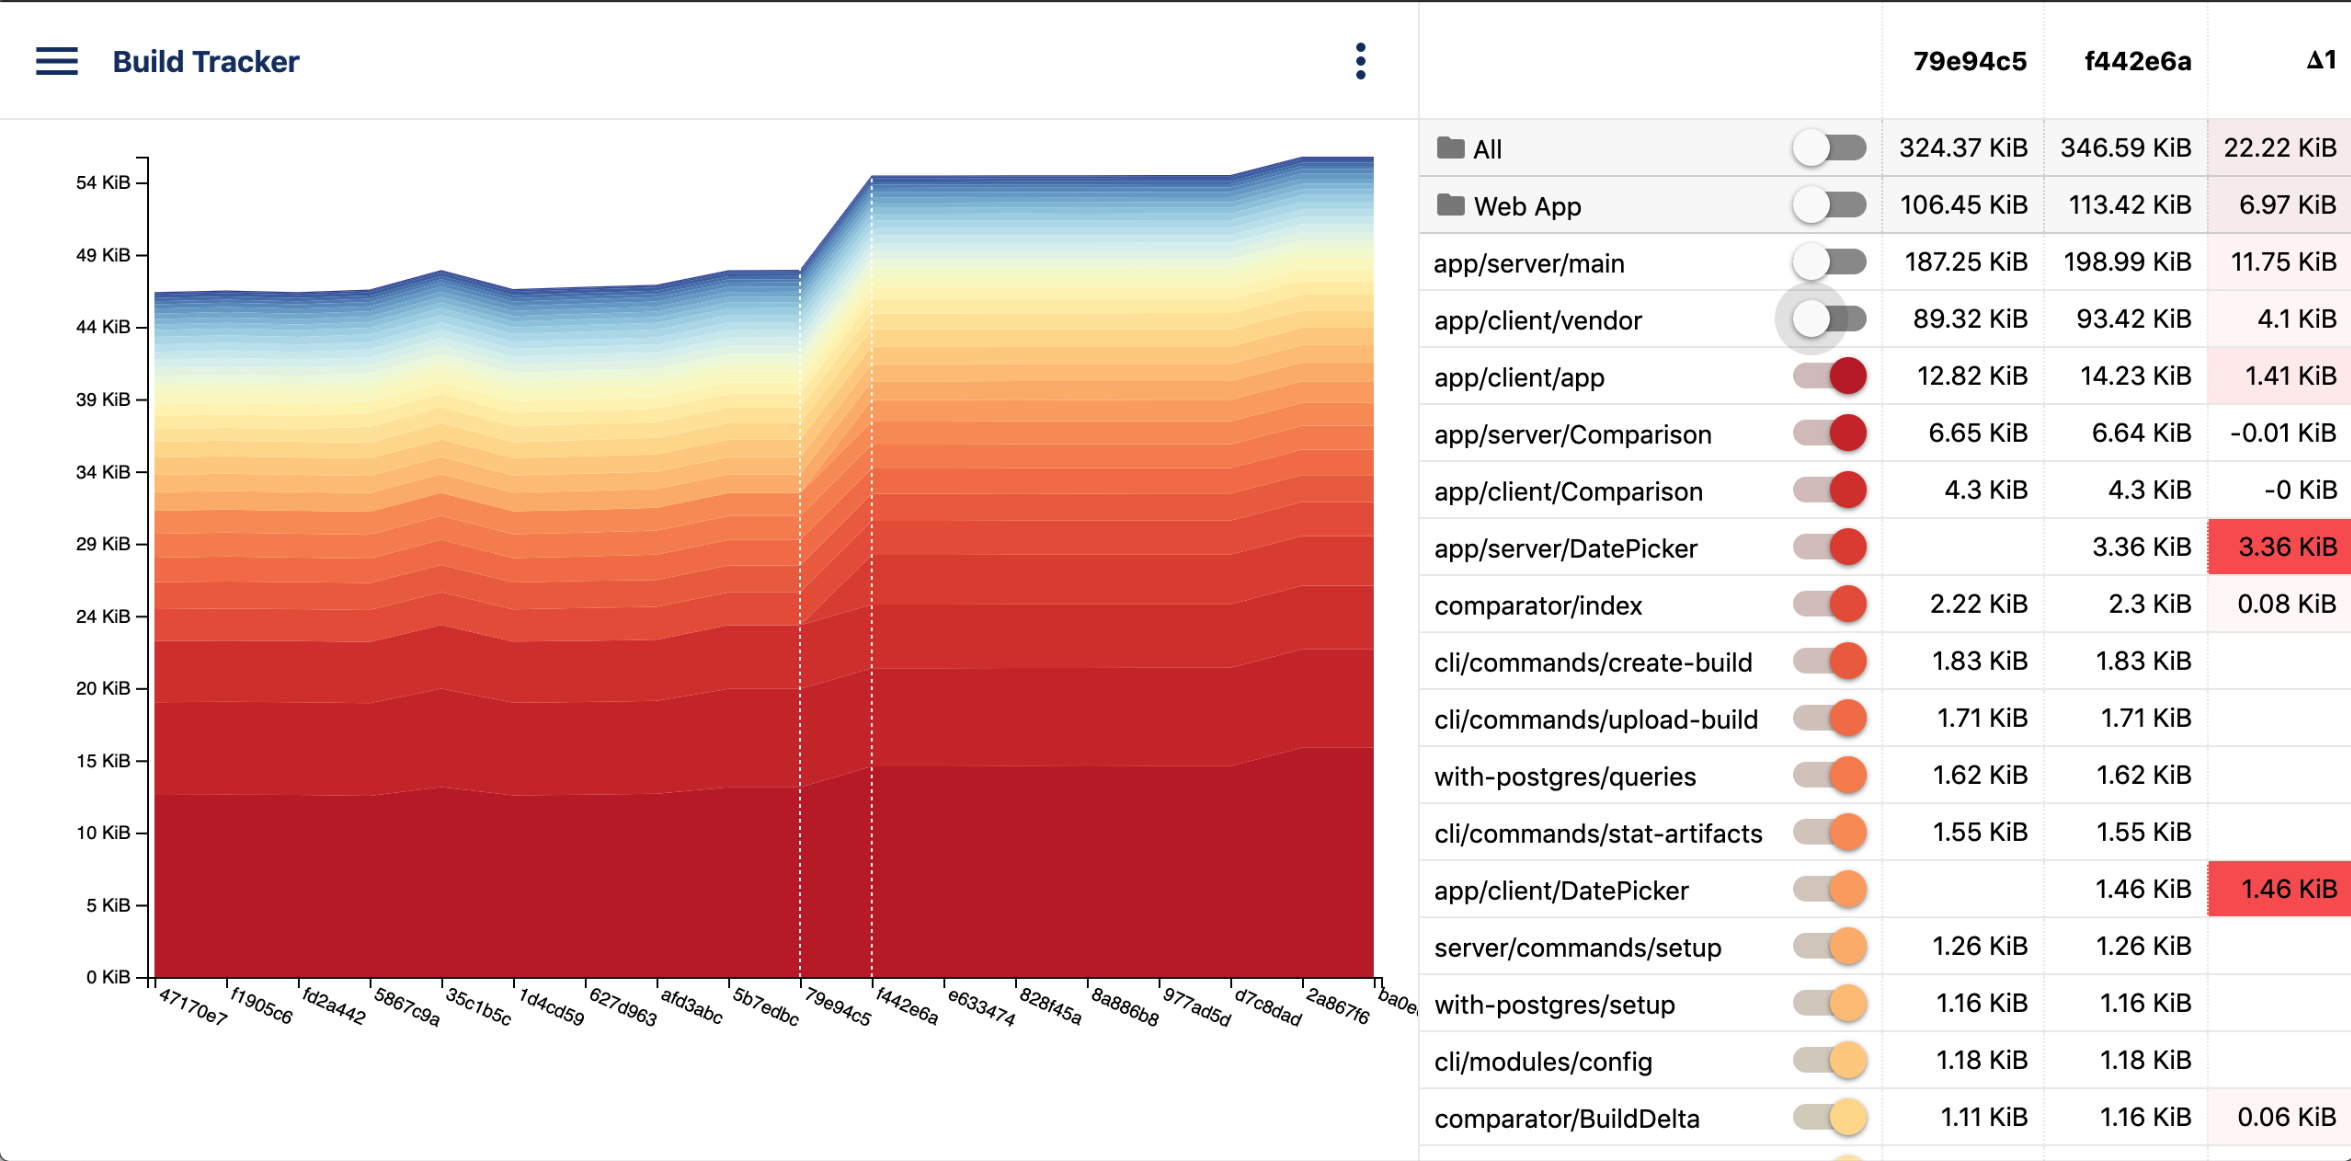 Build Tracker
54 KiB
49 KiB
44 KiB
39 KiB
34 KiB
29 KiB
24 KiB
20 KiB
15 KiB
10 KiB
5 KiB
0 KiB
47170e7 f1905c6 fd2a442 5867c9a 35c1b5c 1d4cd59 627d963 afd3abc 5b7edbc 79e94c5 f442e6a e633474 828f45a 8a886b8 977ad5d d7c8dad 2a867f6
79e94c5 f442e6a Δ1
All 324.37 KiB 346.59 KiB 22.22 KiB
Web App 106.45 KiB 113.42 KiB 6.97 KiB
app/server/main 187.25 KiB 198.99 KiB 11.75 KiB
app/client/vendor 89.32 KiB 93.42 KiB 4.1 KiB
app/client/app 12.82 KiB 14.23 KiB 1.41 KiB
app/server/Comparison 6.65 KiB 6.64 KiB -0.01 KiB
app/client/Comparison 4.3 KiB 4.3 KiB -0 KiB
app/server/DatePicker 3.36 KiB 3.36 KiB
comparator/index 2.22 KiB 2.3 KiB 0.08 KiB
cli/commands/create-build 1.83 KiB 1.83 KiB
cli/commands/upload-build 1.71 KiB 1.71 KiB
with-postgres/queries 1.62 KiB 1.62 KiB
cli/commands/stat-artifacts 1.55 KiB 1.55 KiB
app/client/DatePicker 1.46 KiB 1.46 KiB
server/commands/setup 1.26 KiB 1.26 KiB
with-postgres/setup 1.16 KiB 1.16 KiB
cli/modules/config 1.18 KiB 1.18 KiB
comparator/BuildDelta 1.11 KiB 1.16 KiB 0.06 KiB